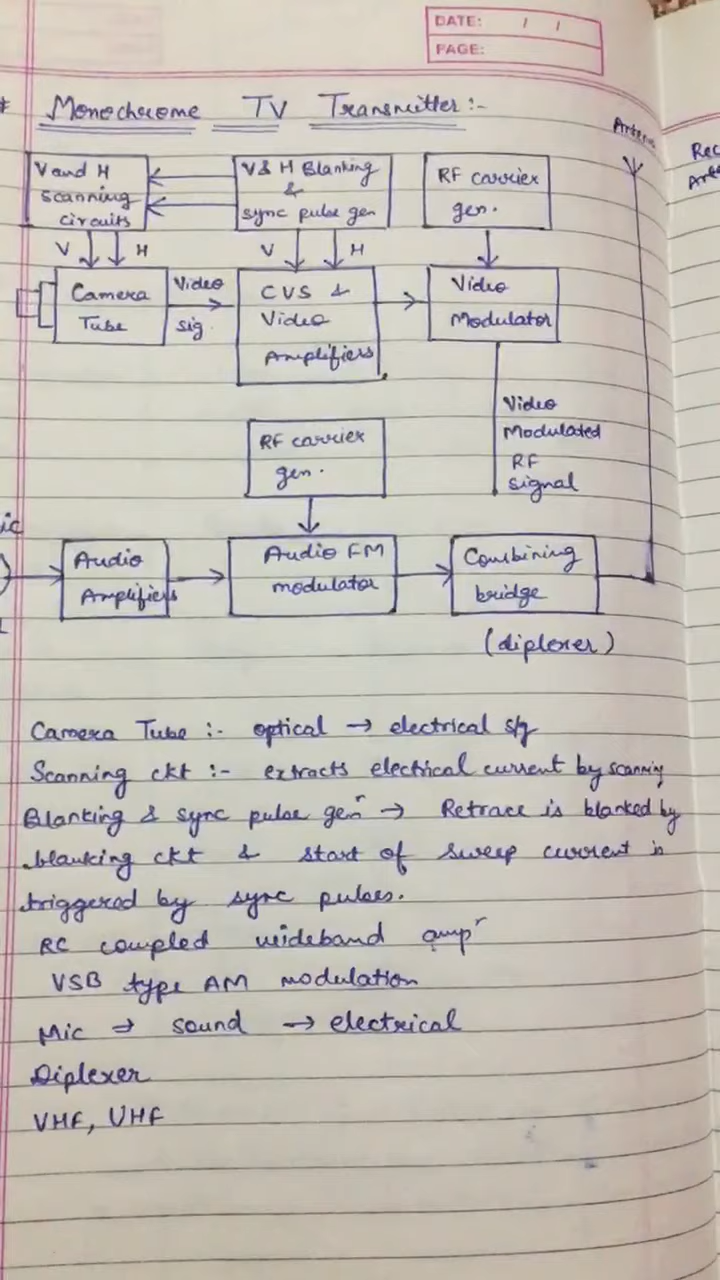 DATE: / /
PAGE:
# Monochrome TV Transmitter :-
Antenna
V and H
scanning
circuits
V & H Blanking
&
sync pulse gen
RF carrier
gen.
V H
V H
Camera
Tube
Video
sig.
CVS &
Video
Amplifiers
Video
Modulator
Video
Modulated
RF
signal
RF carrier
gen.
ic
Audio
Amplifiers
Audio FM
modulator
Combining
bridge
(diplexer)
Camera Tube :- optical → electrical s/g
Scanning ckt :- extracts electrical current by scanning
Blanking & sync pulse genr → Retrace is blanked by
blanking ckt & start of sweep current is
triggered by sync pulses.
RC coupled wideband ampr
VSB type AM modulation
Mic → sound → electrical
Diplexer
VHF, UHF
Rec